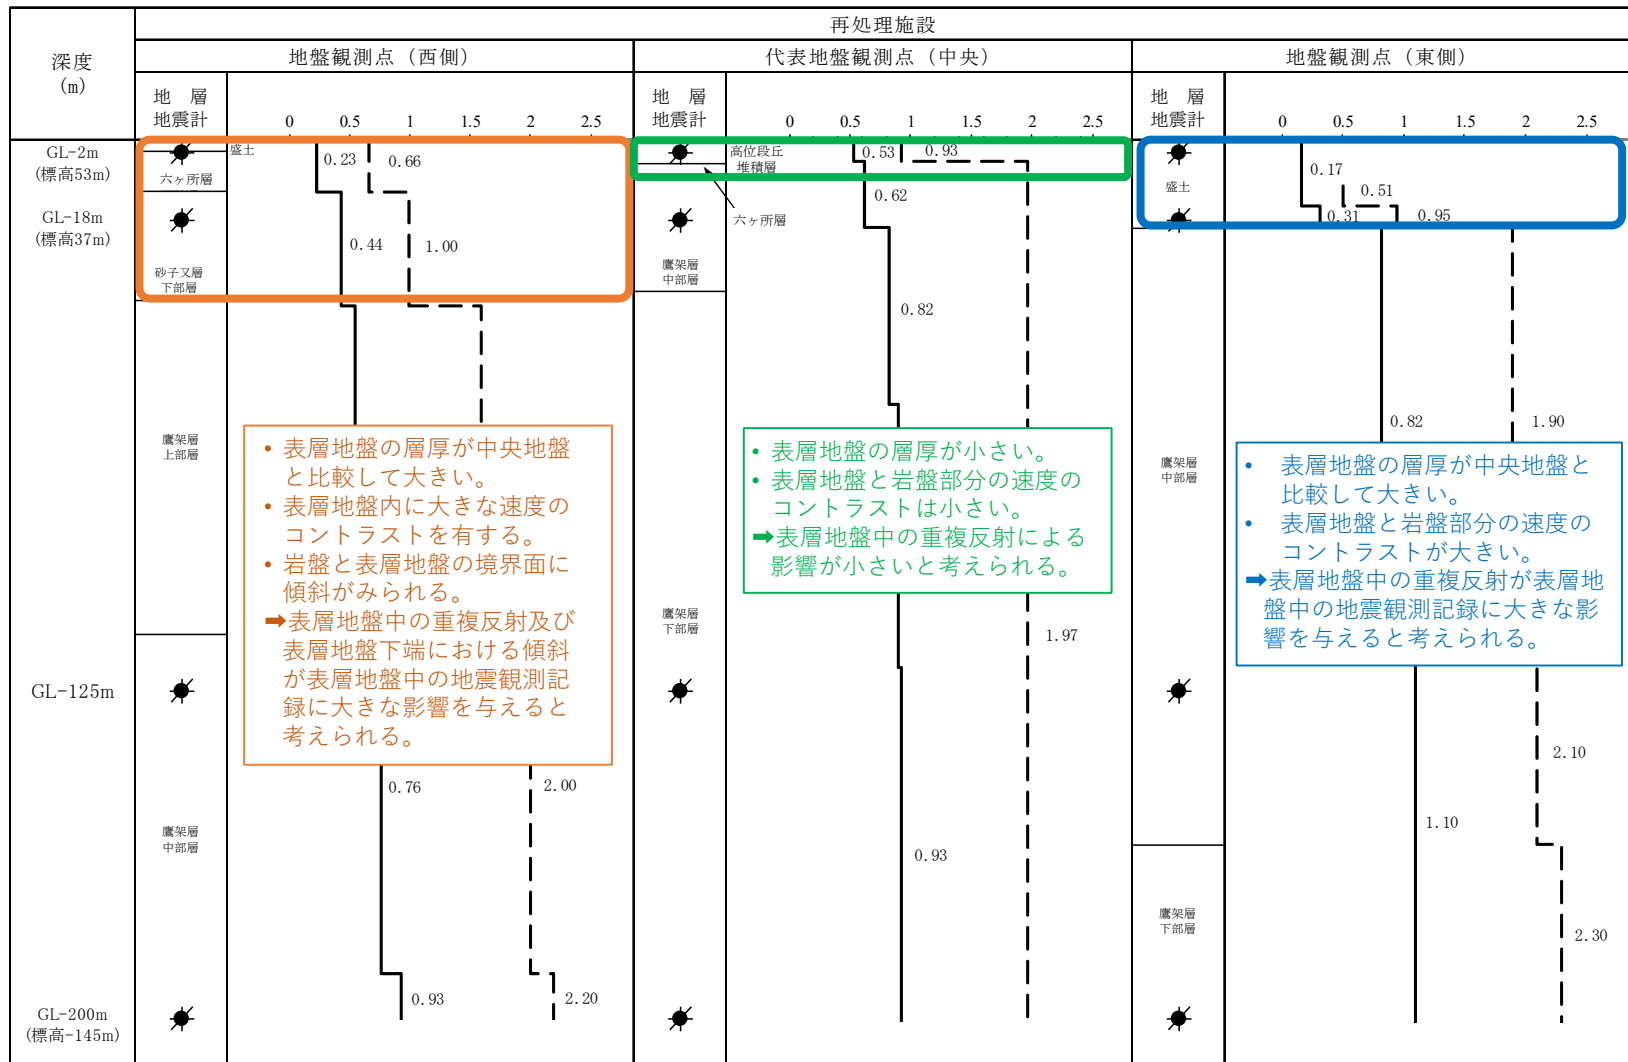 再処理施設
深度
(m)
地盤観測点（西側）
代表地盤観測点（中央）
地盤観測点（東側）
地　層
地震計
0 0.5 1 1.5 2 2.5
地　層
地震計
0 0.5 1 1.5 2 2.5
地　層
地震計
0 0.5 1 1.5 2 2.5
GL-2m
(標高53m)
GL-18m
(標高37m)
GL-125m
GL-200m
(標高-145m)
盛土
六ヶ所層
砂子又層
下部層
鷹架層
上部層
鷹架層
中部層
0.23
0.66
0.44
1.00
• 表層地盤の層厚が中央地盤
と比較して大きい。
• 表層地盤内に大きな速度の
コントラストを有する。
• 岩盤と表層地盤の境界面に
傾斜がみられる。
➡表層地盤中の重複反射及び
表層地盤下端における傾斜
が表層地盤中の地震観測記
録に大きな影響を与えると
考えられる。
0.76
2.00
0.93
2.20
高位段丘
堆積層
六ヶ所層
鷹架層
中部層
鷹架層
下部層
0.53
0.93
0.62
0.82
• 表層地盤の層厚が小さい。
• 表層地盤と岩盤部分の速度の
コントラストは小さい。
➡表層地盤中の重複反射による
影響が小さいと考えられる。
1.97
0.93
盛土
鷹架層
中部層
鷹架層
下部層
0.17
0.51
0.31
0.95
0.82
1.90
• 表層地盤の層厚が中央地盤と
比較して大きい。
• 表層地盤と岩盤部分の速度の
コントラストが大きい。
➡表層地盤中の重複反射が表層地
盤中の地震観測記録に大きな影
響を与えると考えられる。
2.10
1.10
2.30